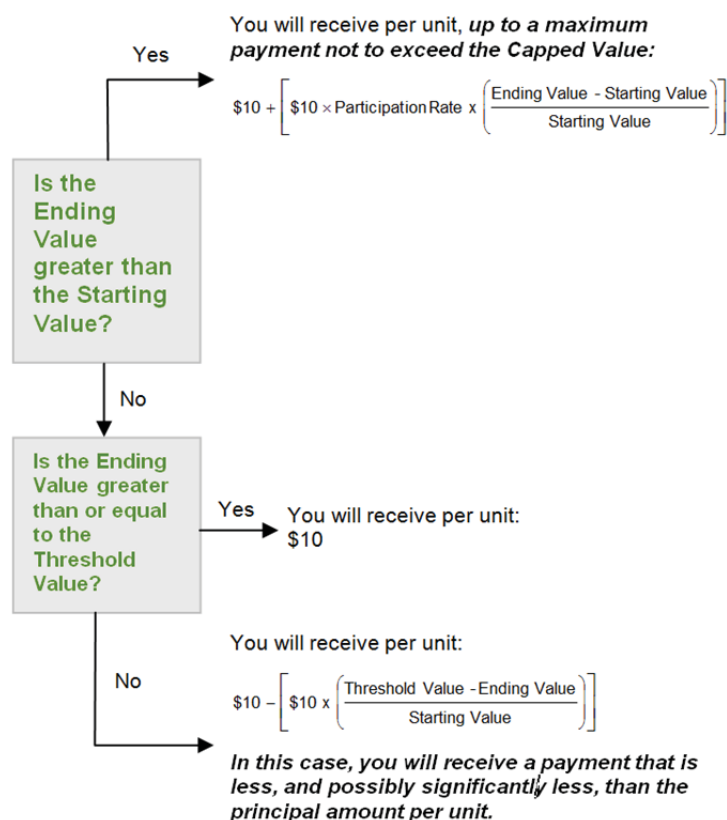 You will receive per unit, up to a maximum
payment not to exceed the Capped Value:
Yes
$10 + [ $10 × Participation Rate x ( Ending Value - Starting Value / Starting Value ) ]
Is the
Ending
Value
greater than
the Starting
Value?
No
Is the Ending
Value greater
than or equal
to the
Threshold
Value?
Yes
You will receive per unit:
$10
You will receive per unit:
No
$10 − [ $10 x ( Threshold Value - Ending Value / Starting Value ) ]
In this case, you will receive a payment that is
less, and possibly significantly less, than the
principal amount per unit.